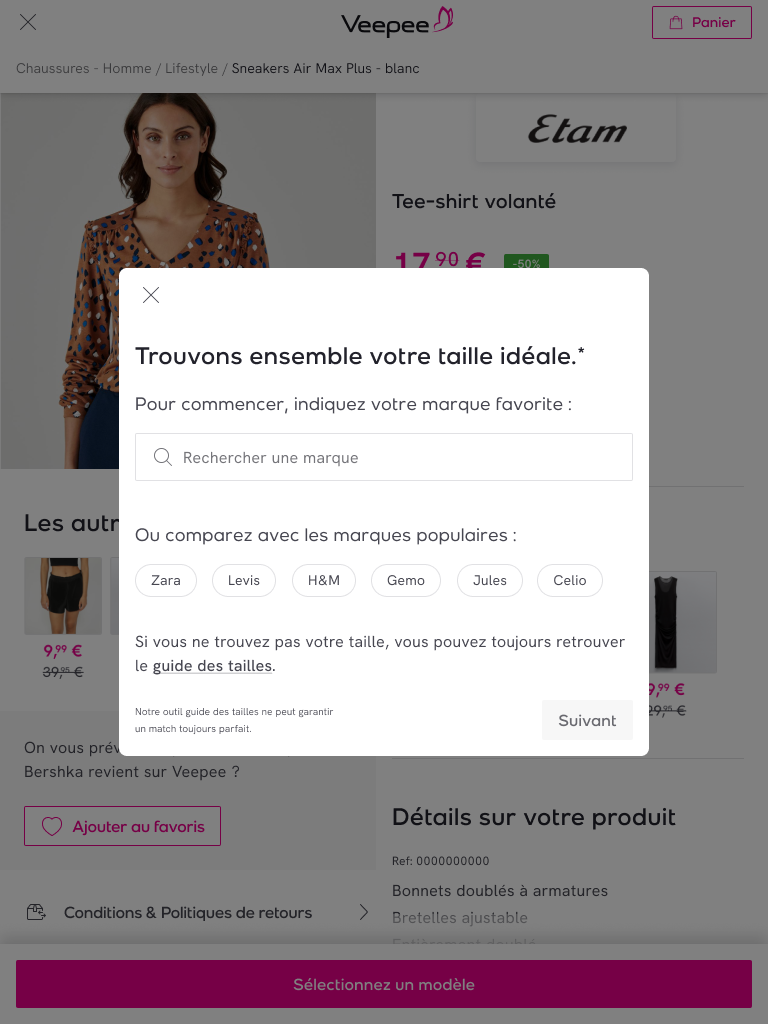 Veepee
Panier
Chaussures - Homme / Lifestyle / Sneakers Air Max Plus - blanc
Etam
Tee-shirt volanté
17,90 €
-50%
Trouvons ensemble votre taille idéale.*
Pour commencer, indiquez votre marque favorite :
Rechercher une marque
Ou comparez avec les marques populaires :
Zara
Levis
H&M
Gemo
Jules
Celio
Si vous ne trouvez pas votre taille, vous pouvez toujours retrouver
le guide des tailles.
Notre outil guide des tailles ne peut garantir
un match toujours parfait.
Suivant
Les autr
9,99 €
39,95 €
9,99 €
29,95 €
On vous prév
Bershka revient sur Veepee ?
Ajouter au favoris
Conditions & Politiques de retours
Détails sur votre produit
Ref: 0000000000
Bonnets doublés à armatures
Bretelles ajustable
Entièrement doublé
Sélectionnez un modèle